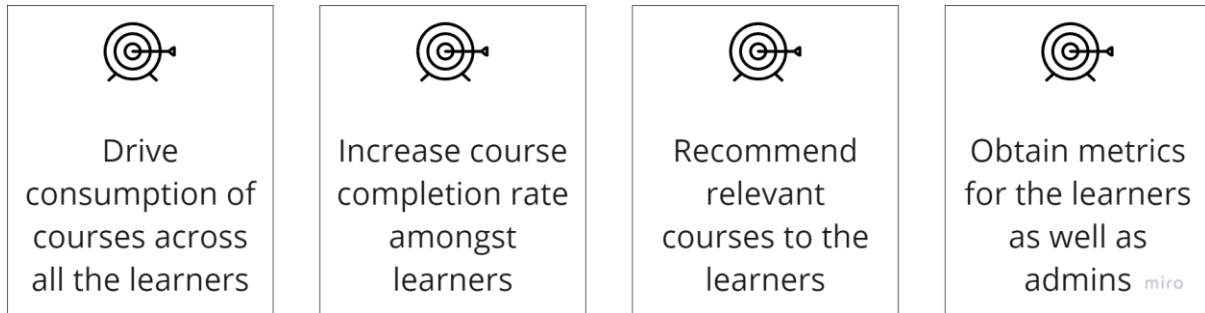 Drive
consumption of
courses across
all the learners
Increase course
completion rate
amongst
learners
Recommend
relevant
courses to the
learners
Obtain metrics
for the learners
as well as
admins
miro